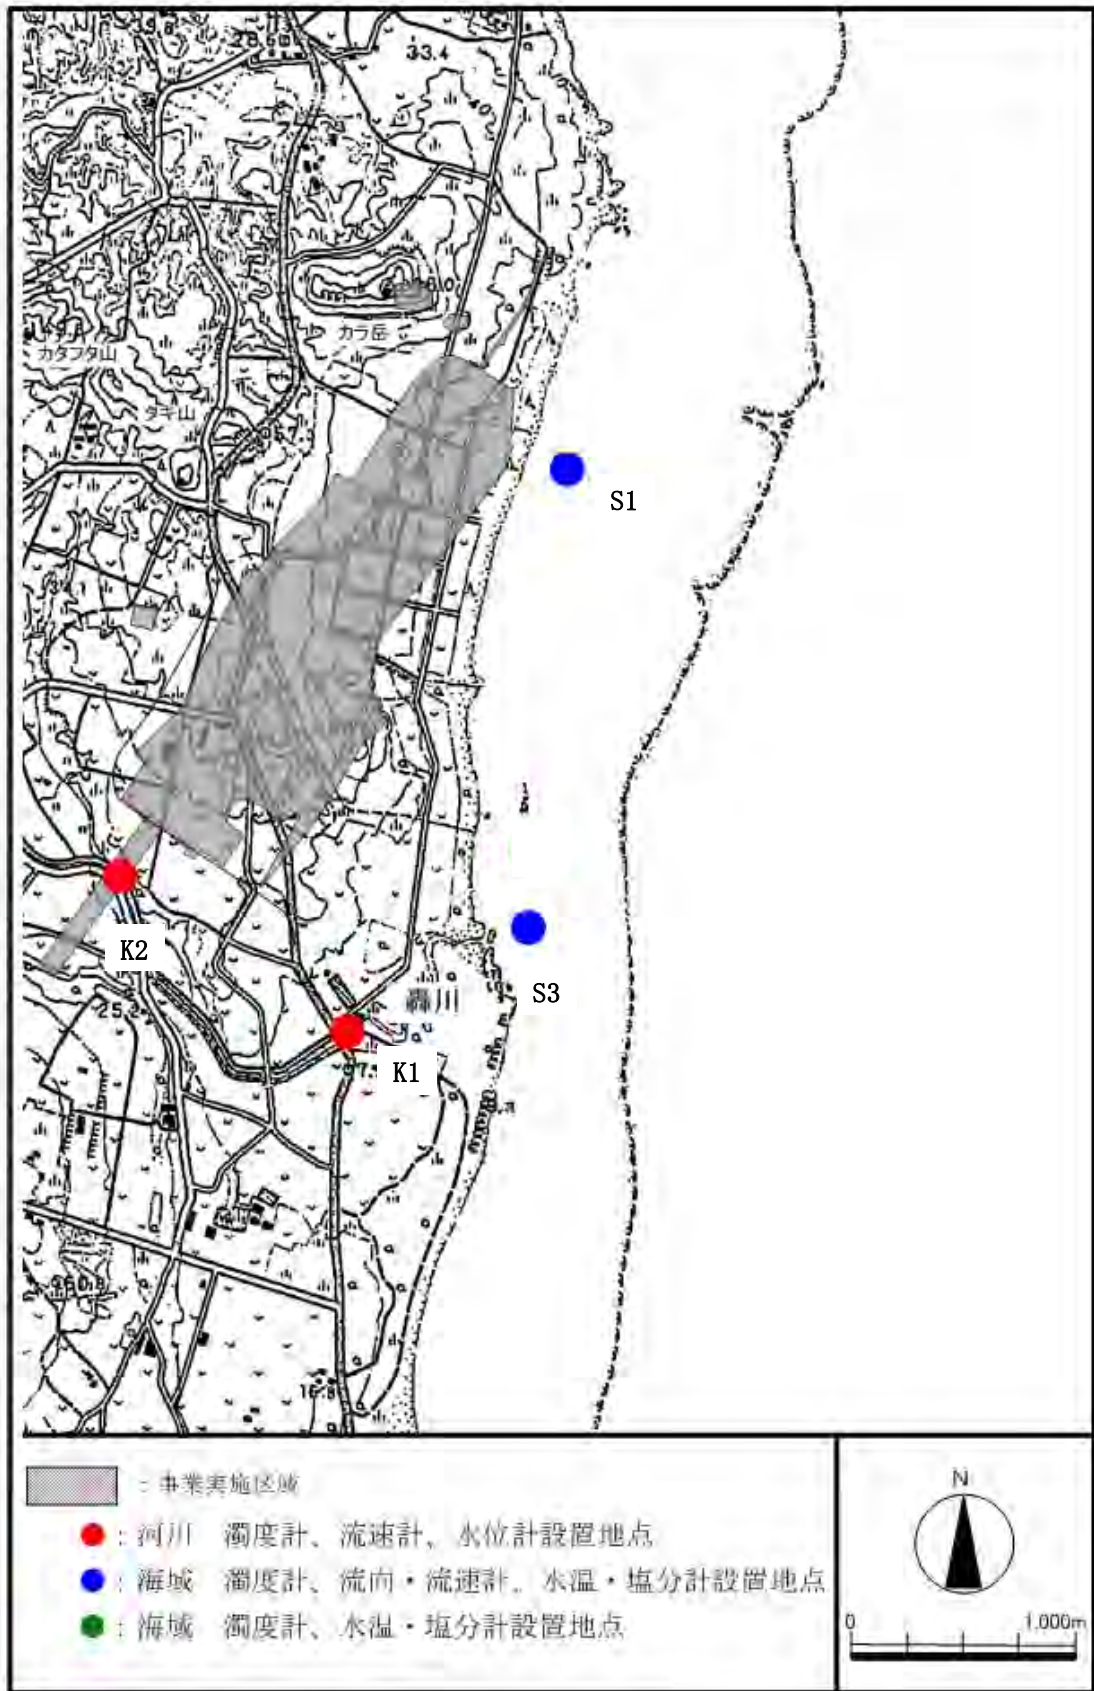 33.4
カラ岳
カタフタ山
タキ山
S1
K2
S3
轟川
25.2
K1
16.8
: 事業実施区域
: 河川 濁度計、流速計、水位計設置地点
: 海域 濁度計、流向・流速計、水温・塩分計設置地点
: 海域 濁度計、水温・塩分計設置地点
N
0 1,000m